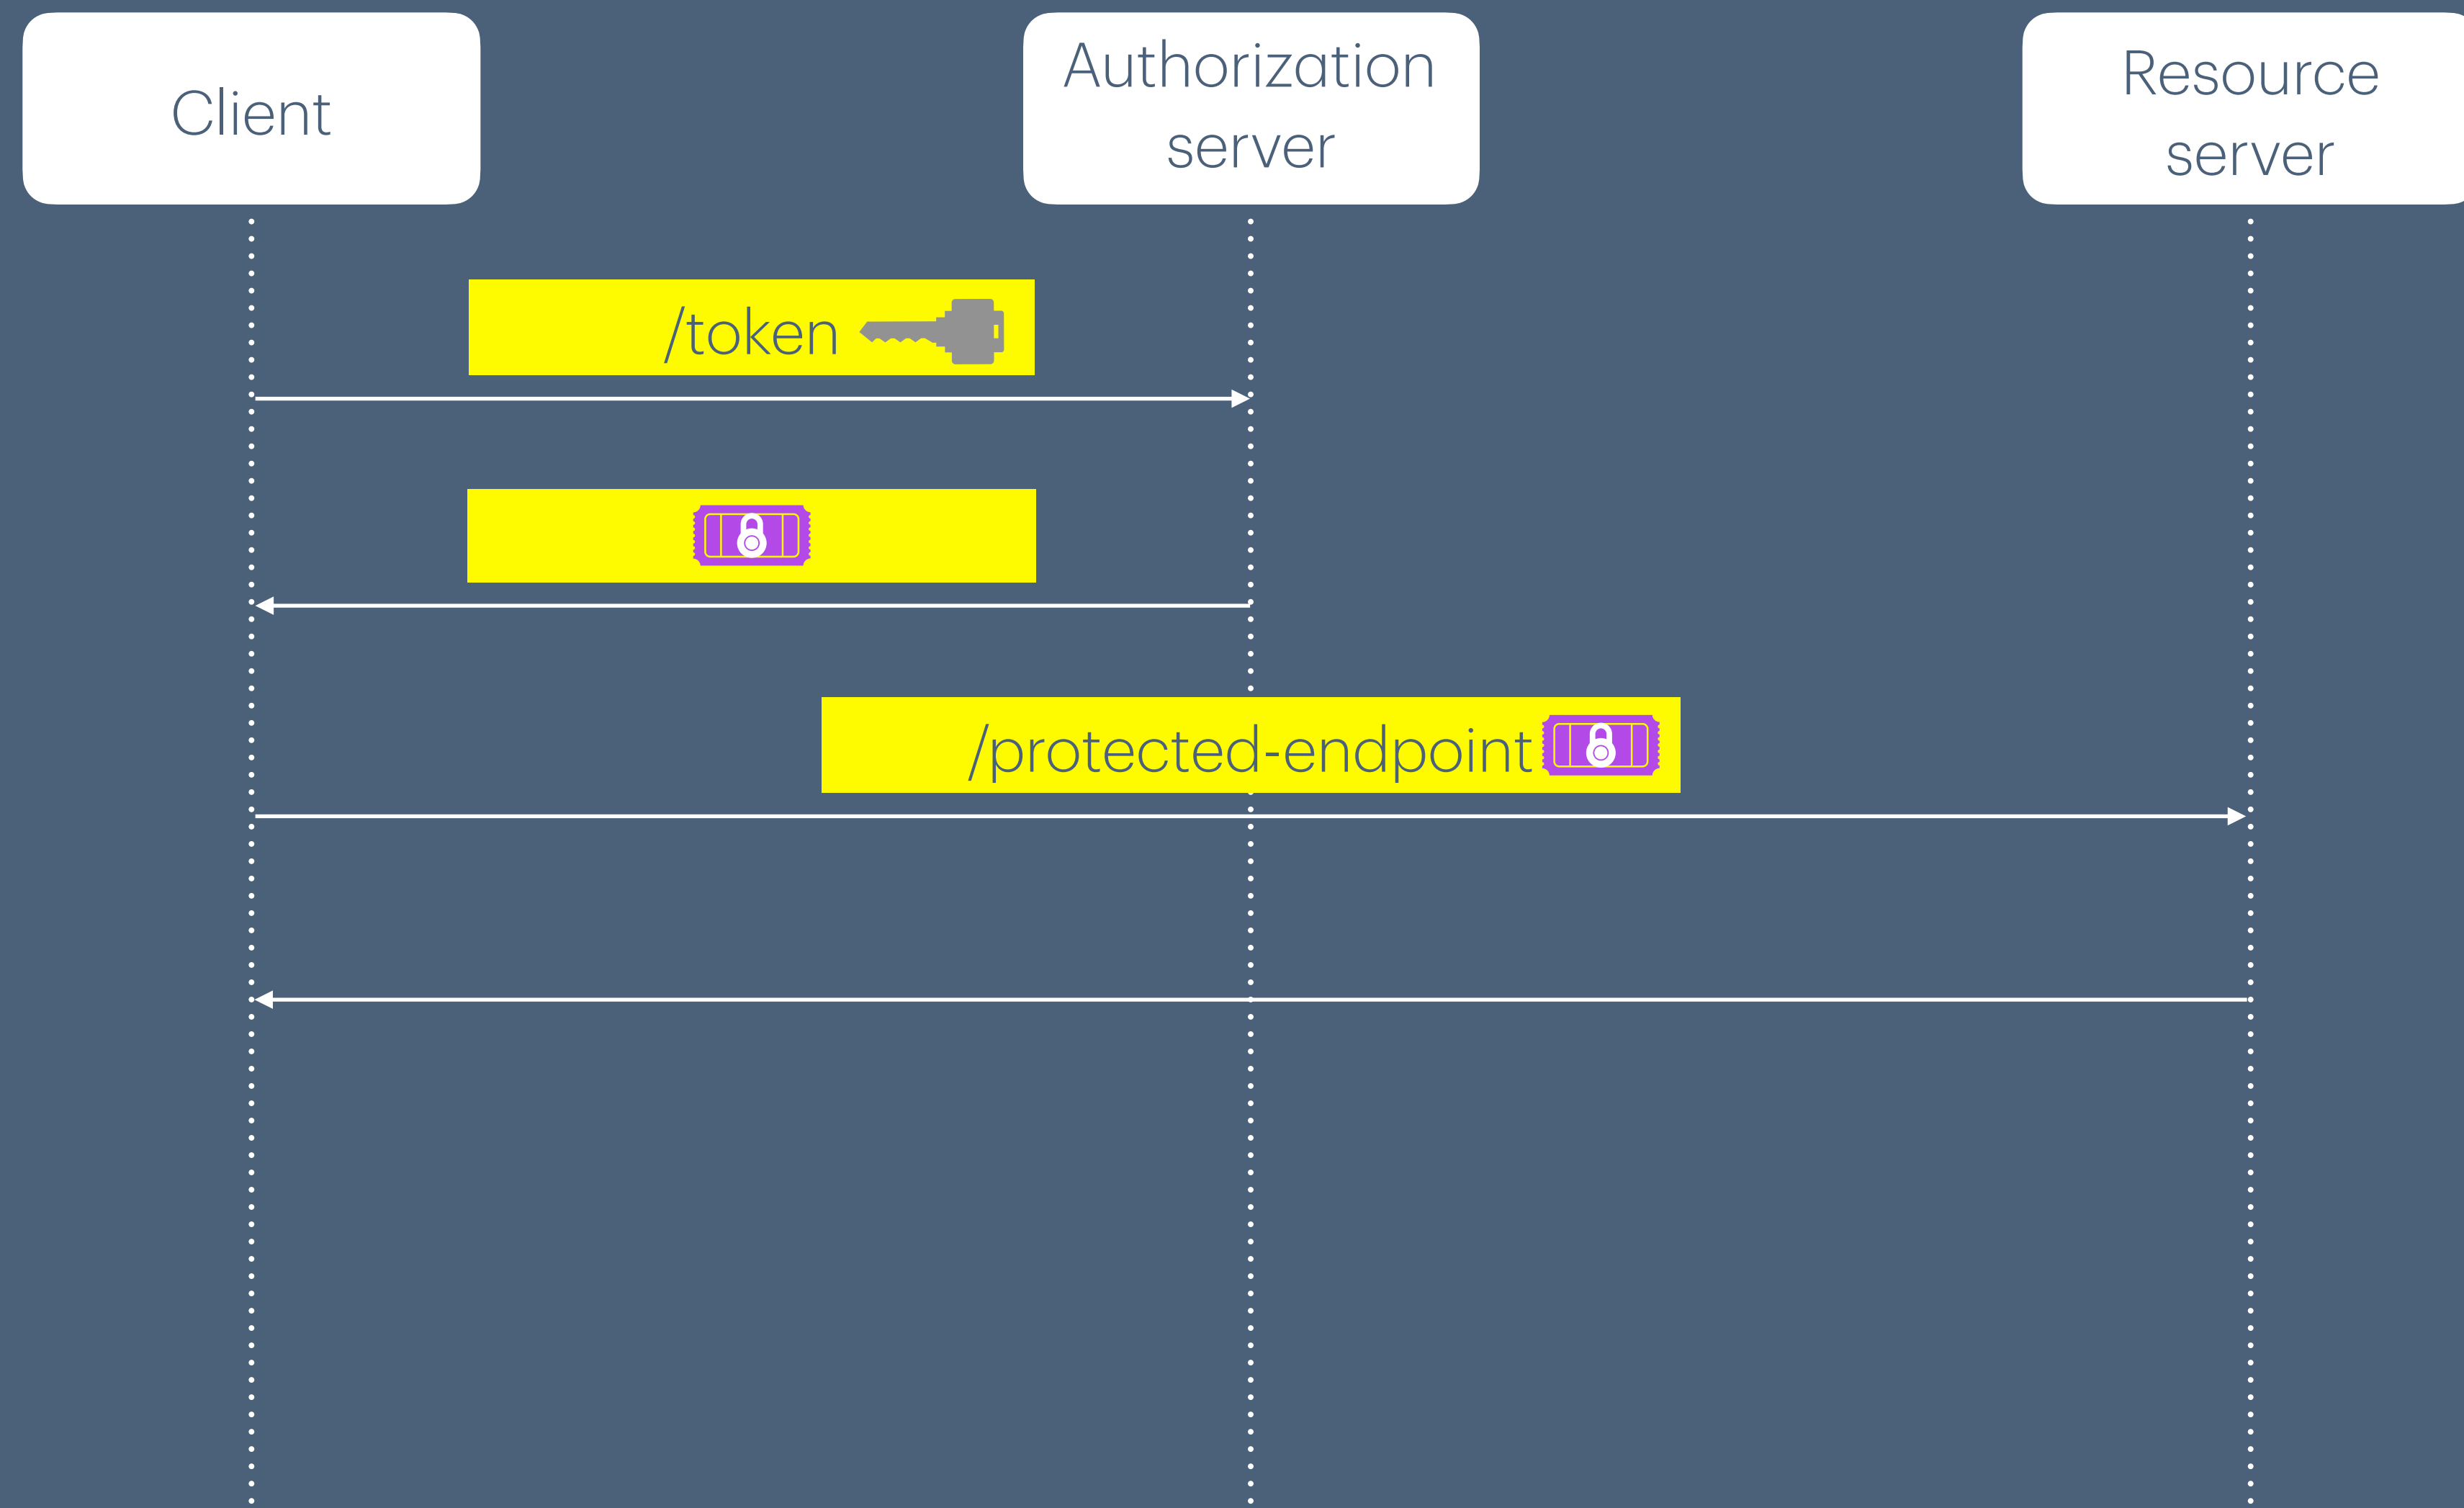 Client
Authorization
server
Resource
server
/token
/protected-endpoint